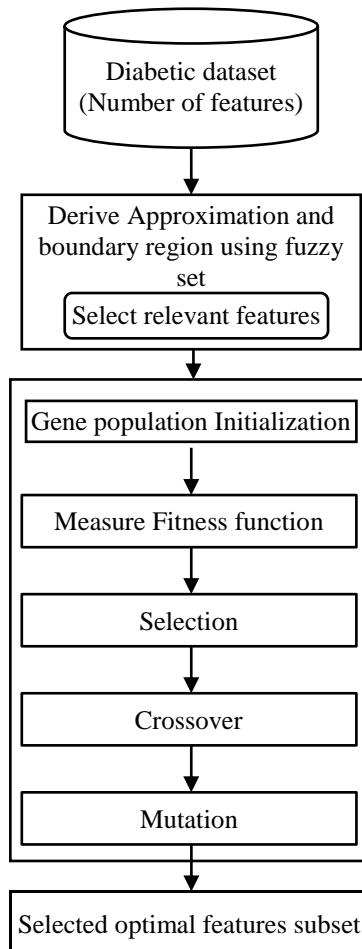 Diabetic dataset
(Number of features)
Derive Approximation and
boundary region using fuzzy
set
Select relevant features
Gene population Initialization
Measure Fitness function
Selection
Crossover
Mutation
Selected optimal features subset